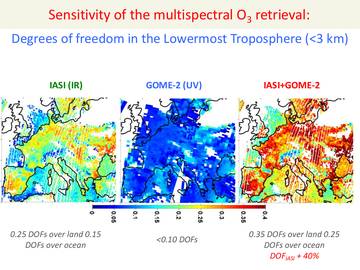 Sensitivity of the multispectral O3 retrieval:
Degrees of freedom in the Lowermost Troposphere (<3 km)
IASI (IR)
GOME-2 (UV)
IASI+GOME-2
0
0.05
0.1
0.15
0.2
0.25
0.3
0.35
0.4
0.25 DOFs over land 0.15
DOFs over ocean
<0.10 DOFs
0.35 DOFs over land 0.25
DOFs over ocean
DOFIASI + 40%